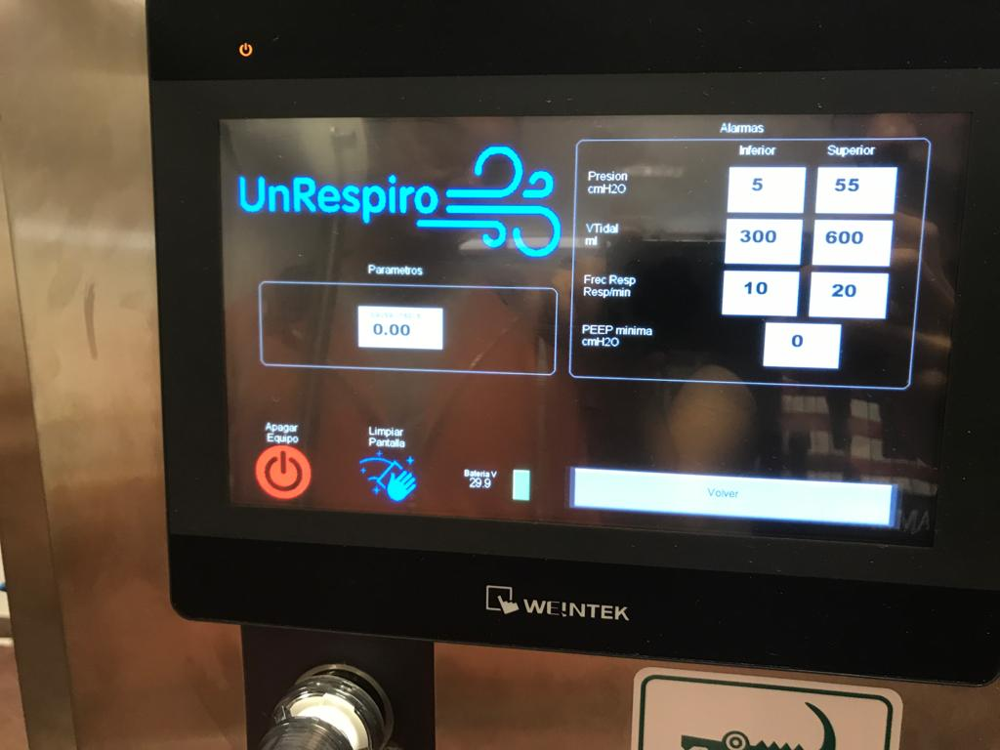 UnRespiro
Alarmas
Inferior Superior
Presion
cmH2O
5 55
VTidal
ml
300 600
Frec Resp
Resp/min
10 20
PEEP minima
cmH2O
0
Parametros
0.00
Apagar
Equipo
Limpiar
Pantalla
Bateria V
29.9
Volver
WEINTEK